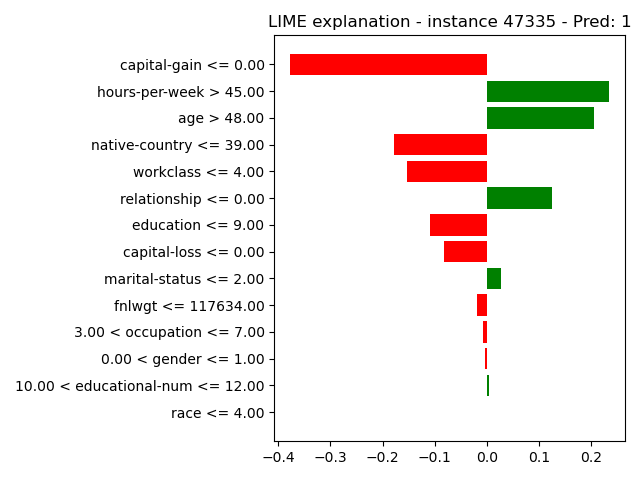 LIME explanation - instance 47335 - Pred: 1
capital-gain <= 0.00
hours-per-week > 45.00
age > 48.00
native-country <= 39.00
workclass <= 4.00
relationship <= 0.00
education <= 9.00
capital-loss <= 0.00
marital-status <= 2.00
fnlwgt <= 117634.00
3.00 < occupation <= 7.00
0.00 < gender <= 1.00
10.00 < educational-num <= 12.00
race <= 4.00
−0.4 −0.3 −0.2 −0.1 0.0 0.1 0.2